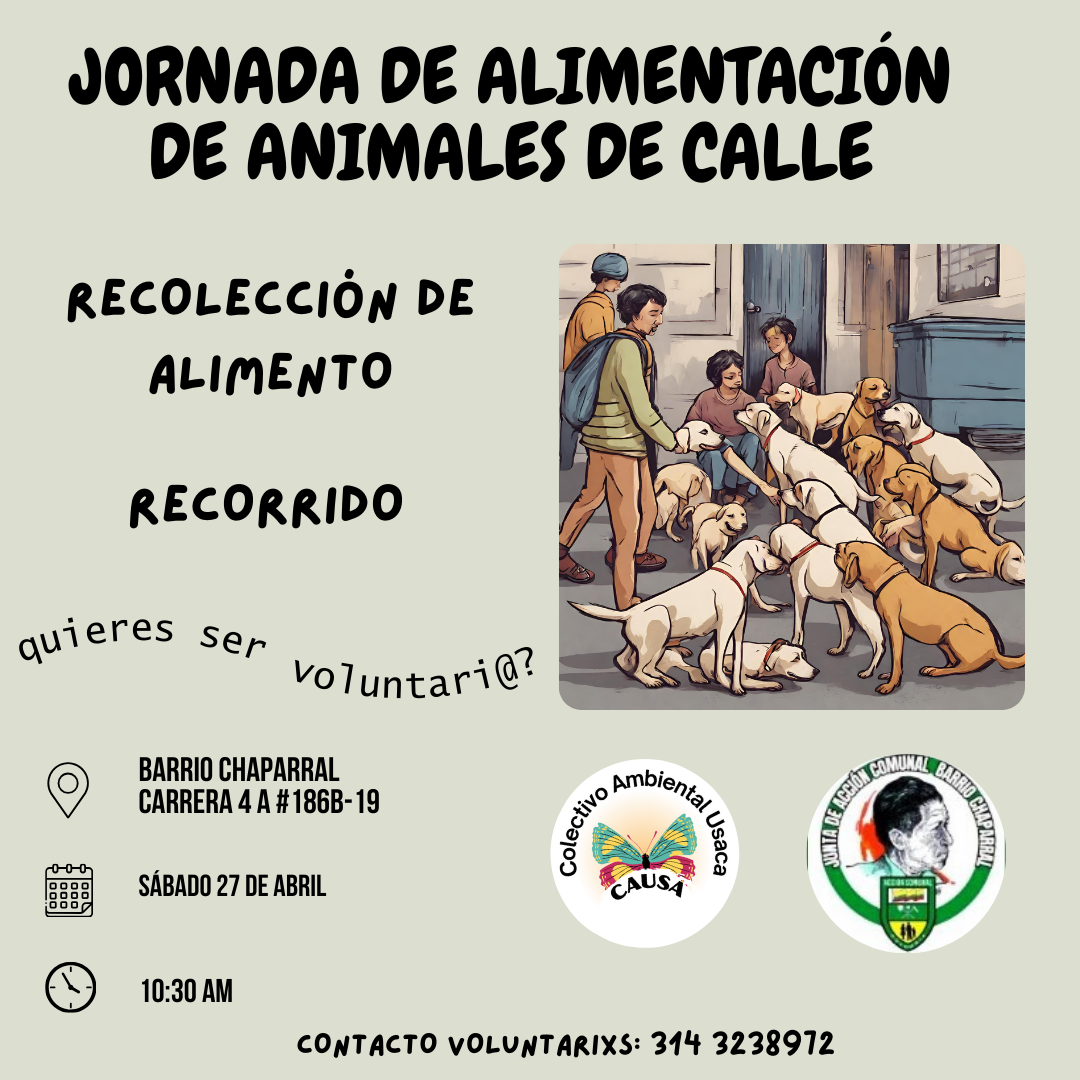 JORNADA DE ALIMENTACIÓN
DE ANIMALES DE CALLE
RECOLECCIÓN DE
ALIMENTO
RECORRIDO
quieres ser voluntari@?
BARRIO CHAPARRAL
CARRERA 4 A #186B-19
SÁBADO 27 DE ABRIL
10:30 AM
Colectivo Ambiental Usaca
CAUSA
JUNTA DE ACCIÓN COMUNAL BARRIO CHAPARRAL
ACCIÓN COMUNAL
CONTACTO VOLUNTARIXS: 314 3238972